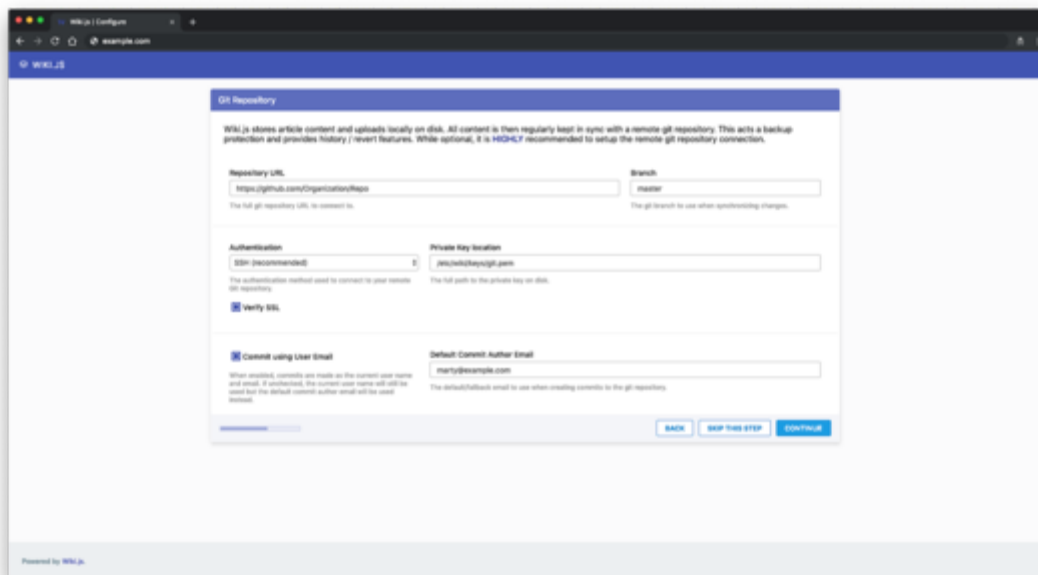 Wiki.js | Configure
example.com
WIKI.JS
Git Repository
Wiki.js stores article content and uploads locally on disk. All content is then regularly kept in sync with a remote git repository. This acts a backup
protection and provides history / revert features. While optional, it is HIGHLY recommended to setup the remote git repository connection.
Repository URL
Branch
https://github.com/Organization/Repo
master
The full git repository URL to connect to.
The git branch to use when synchronizing changes.
Authentication
Private Key location
SSH (recommended)
/etc/wiki/keys/git.pem
The authentication method used to connect to your remote
Git repository.
The full path to the private key on disk.
Verify SSL
Commit using User Email
Default Commit Author Email
marty@example.com
When enabled, commits are made as the current user name
and email. If unchecked, the current user name will still be
used but the default commit author email will be used
instead.
The default/fallback email to use when creating commits to the git repository.
BACK
SKIP THIS STEP
CONTINUE
Powered by Wiki.js.